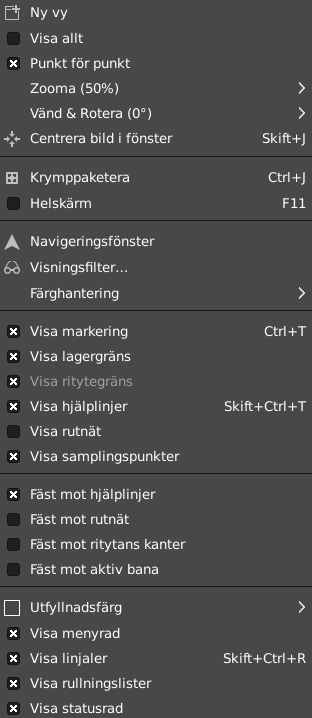 Ny vy
Visa allt
Punkt för punkt
Zooma (50%)
Vänd & Rotera (0°)
Centrera bild i fönster Skift+J
Krymppaketera Ctrl+J
Helskärm F11
Navigeringsfönster
Visningsfilter...
Färghantering
Visa markering Ctrl+T
Visa lagergräns
Visa ritytegräns
Visa hjälplinjer Skift+Ctrl+T
Visa rutnät
Visa samplingspunkter
Fäst mot hjälplinjer
Fäst mot rutnät
Fäst mot ritytans kanter
Fäst mot aktiv bana
Utfyllnadsfärg
Visa menyrad
Visa linjaler Skift+Ctrl+R
Visa rullningslister
Visa statusrad